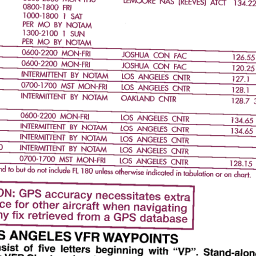 0800-1800 FRI
1000-1800 1 SAT
PER MO BY NOTAM
1300-2100 1 SUN
PER MO BY NOTAM
LEMOORE NAS (REEVES) ATCT 134.22
0600-2200 MON-FRI JOSHUA CON FAC 126.55
0600-2200 MON-FRI JOSHUA CON FAC 120.25
INTERMITTENT BY NOTAM LOS ANGELES CNTR 127.1
0700-1700 MST MON-FRI LOS ANGELES CNTR 128.1
INTERMITTENT BY NOTAM OAKLAND CNTR 128.7
0600-2200 MON-FRI LOS ANGELES CNTR 134.65
INTERMITTENT BY NOTAM LOS ANGELES CNTR 134.65
INTERMITTENT BY NOTAM LOS ANGELES CNTR
INTERMITTENT BY NOTAM LOS ANGELES CNTR
0700-1700 MST MON-FRI LOS ANGELES CNTR 128.15
nd to but do not include FL 180 unless otherwise indicated in tabulation or on chart.
ON: GPS accuracy necessitates extra
ce for other aircraft when navigating
ny fix retrieved from a GPS database
S ANGELES VFR WAYPOINTS
sist of five letters beginning with "VP". Stand-alon